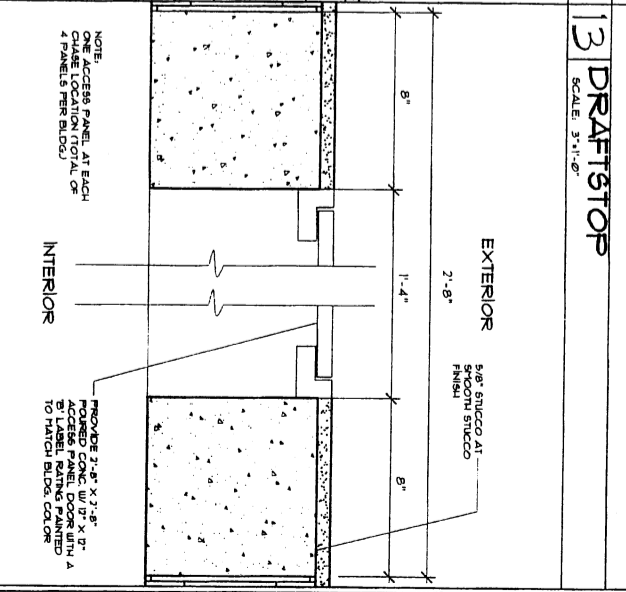 13 DRAFTSTOP
SCALE: 3"=1'-0"
EXTERIOR
2'-8"
5/8" STUCCO AT
SMOOTH STUCCO
FINISH
8"
1'-4"
8"
INTERIOR
NOTE:
ONE ACCESS PANEL AT EACH
CHASE LOCATION (TOTAL OF
4 PANELS PER BLDG.)
PROVIDE 2'-8" X 2'-8"
POURED CONC. W/ 12" X 12"
ACCESS PANEL DOOR WITH A
'B' LABEL RATING PAINTED
TO MATCH BLDG. COLOR